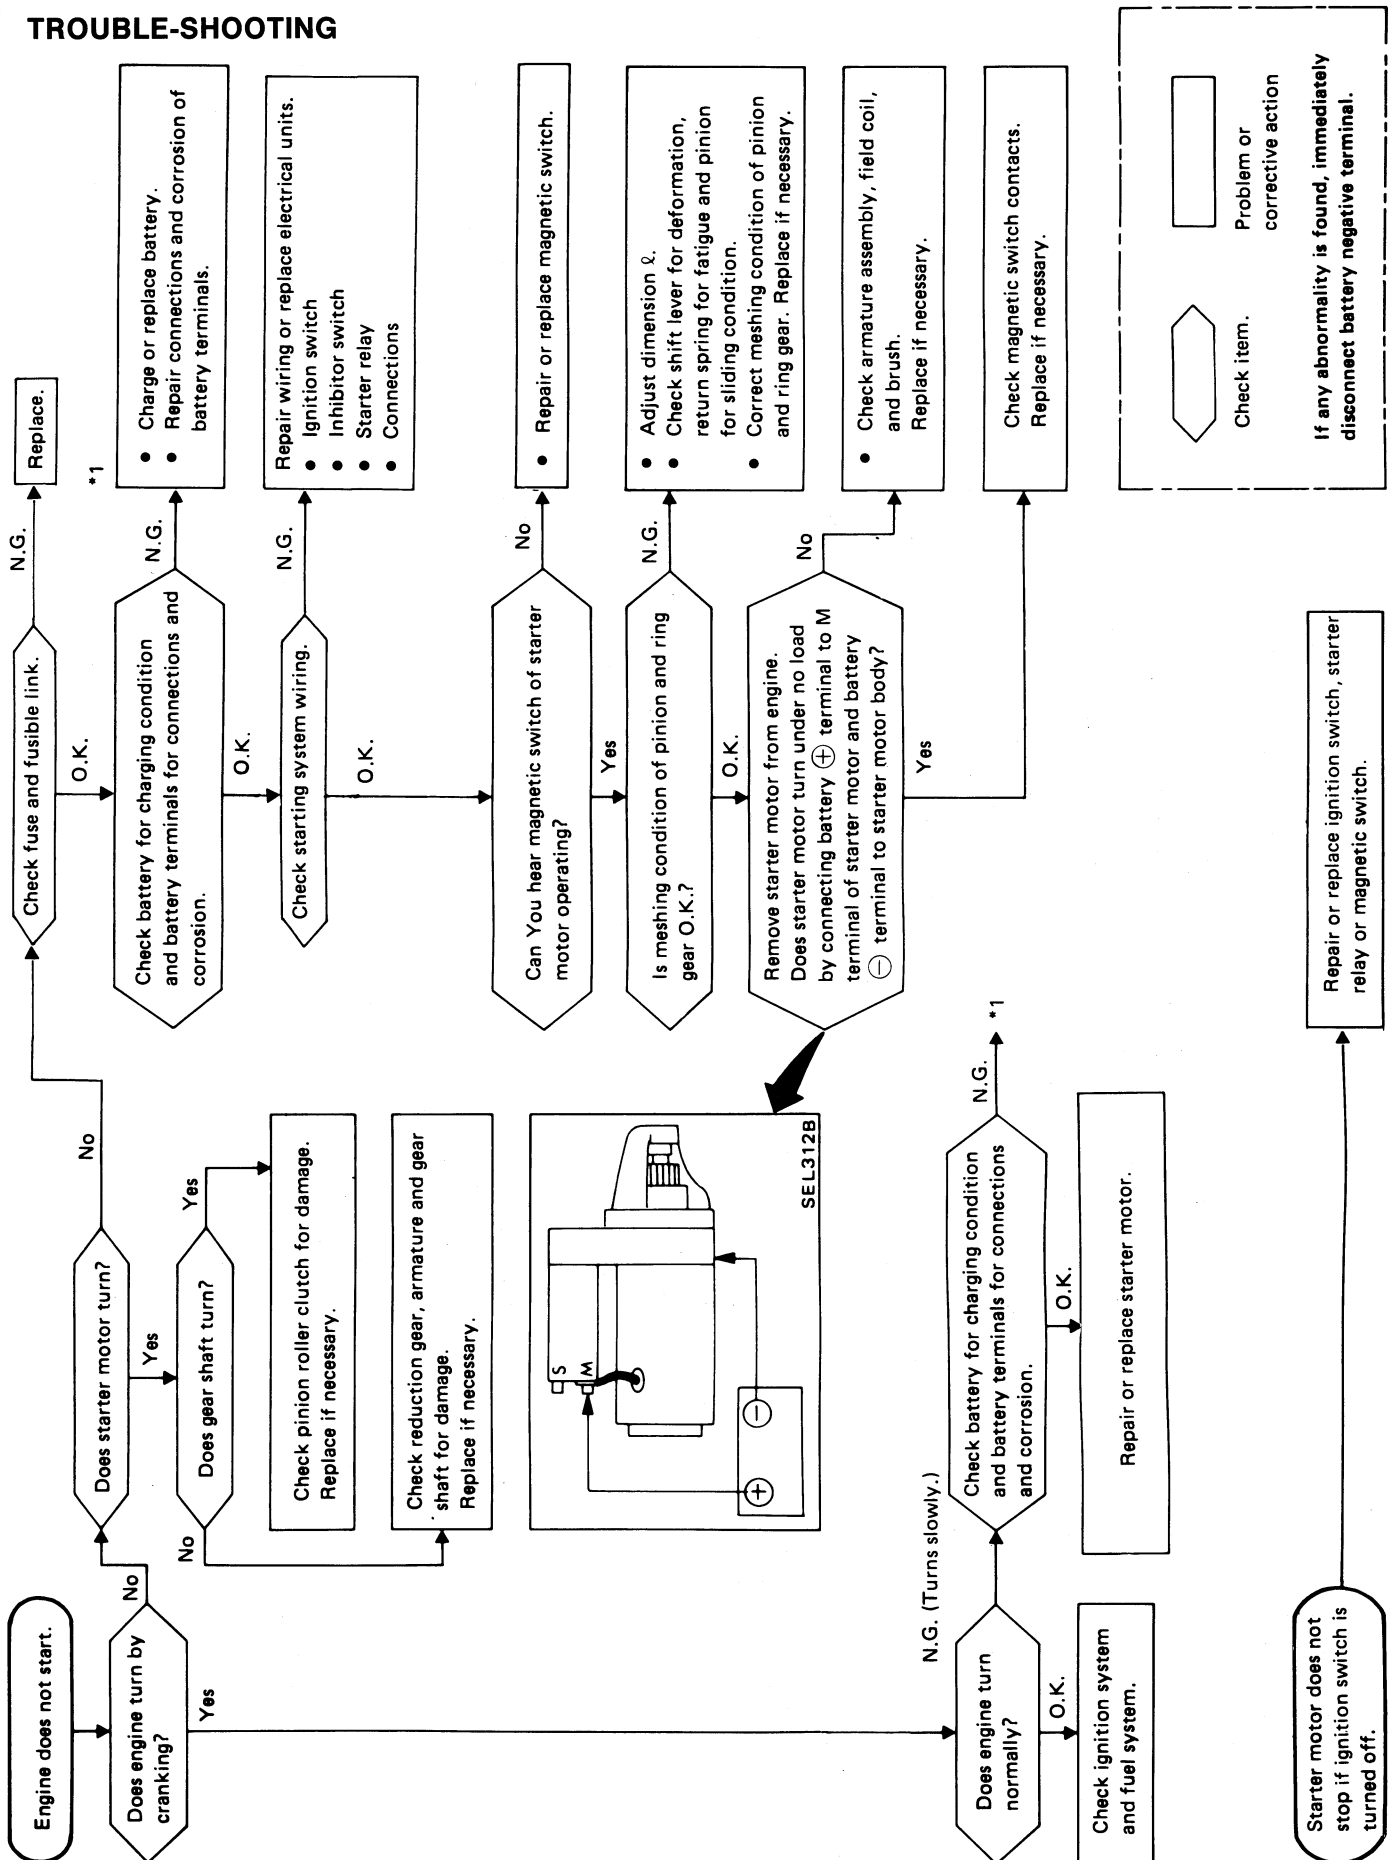 TROUBLE-SHOOTING
Engine does not start.
Does engine turn by
cranking?
No
Yes
Does starter motor turn?
No
Yes
Does gear shaft turn?
Yes
No
Check pinion roller clutch for damage.
Replace if necessary.
Check reduction gear, armature and gear
shaft for damage.
Replace if necessary.
Check fuse and fusible link.
N.G.
Replace.
O.K.
Check battery for charging condition
and battery terminals for connections and
corrosion.
N.G.
*1
● Charge or replace battery.
● Repair connections and corrosion of
battery terminals.
O.K.
Check starting system wiring.
N.G.
Repair wiring or replace electrical units.
● Ignition switch
● Inhibitor switch
● Starter relay
● Connections
O.K.
Can You hear magnetic switch of starter
motor operating?
No
● Repair or replace magnetic switch.
Yes
Is meshing condition of pinion and ring
gear O.K.?
N.G.
● Adjust dimension ℓ.
● Check shift lever for deformation,
return spring for fatigue and pinion
for sliding condition.
● Correct meshing condition of pinion
and ring gear. Replace if necessary.
O.K.
Remove starter motor from engine.
Does starter motor turn under no load
by connecting battery ⊕ terminal to M
terminal of starter motor and battery
⊖ terminal to starter motor body?
No
● Check armature assembly, field coil,
and brush.
Replace if necessary.
Yes
Check magnetic switch contacts.
Replace if necessary.
S
M
+
−
SEL312B
Does engine turn
normally?
N.G. (Turns slowly.)
O.K.
Check ignition system
and fuel system.
Check battery for charging condition
and battery terminals for connections
and corrosion.
N.G.
*1
O.K.
Repair or replace starter motor.
Starter motor does not
stop if ignition switch is
turned off.
Repair or replace ignition switch, starter
relay or magnetic switch.
Check item.
Problem or
corrective action
If any abnormality is found, immediately
disconnect battery negative terminal.